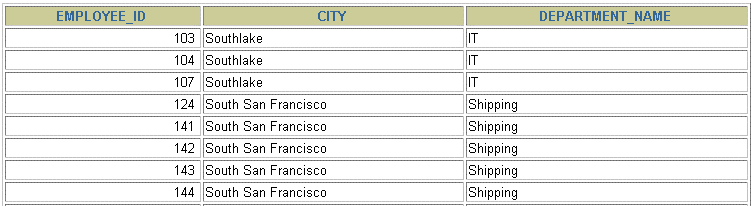 EMPLOYEE_ID CITY DEPARTMENT_NAME
103 Southlake IT
104 Southlake IT
107 Southlake IT
124 South San Francisco Shipping
141 South San Francisco Shipping
142 South San Francisco Shipping
143 South San Francisco Shipping
144 South San Francisco Shipping